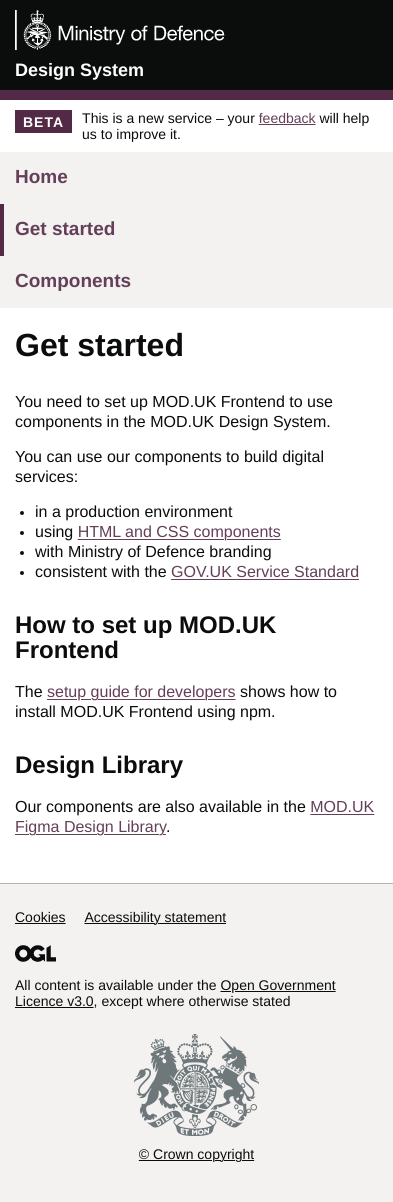 Ministry of Defence
Design System
BETA
This is a new service – your feedback will help
us to improve it.
Home
Get started
Components
Get started
You need to set up MOD.UK Frontend to use
components in the MOD.UK Design System.
You can use our components to build digital
services:
• in a production environment
• using HTML and CSS components
• with Ministry of Defence branding
• consistent with the GOV.UK Service Standard
How to set up MOD.UK
Frontend
The setup guide for developers shows how to
install MOD.UK Frontend using npm.
Design Library
Our components are also available in the MOD.UK
Figma Design Library.
Cookies Accessibility statement
OGL
All content is available under the Open Government
Licence v3.0, except where otherwise stated
DIEU ET MON DROIT
© Crown copyright